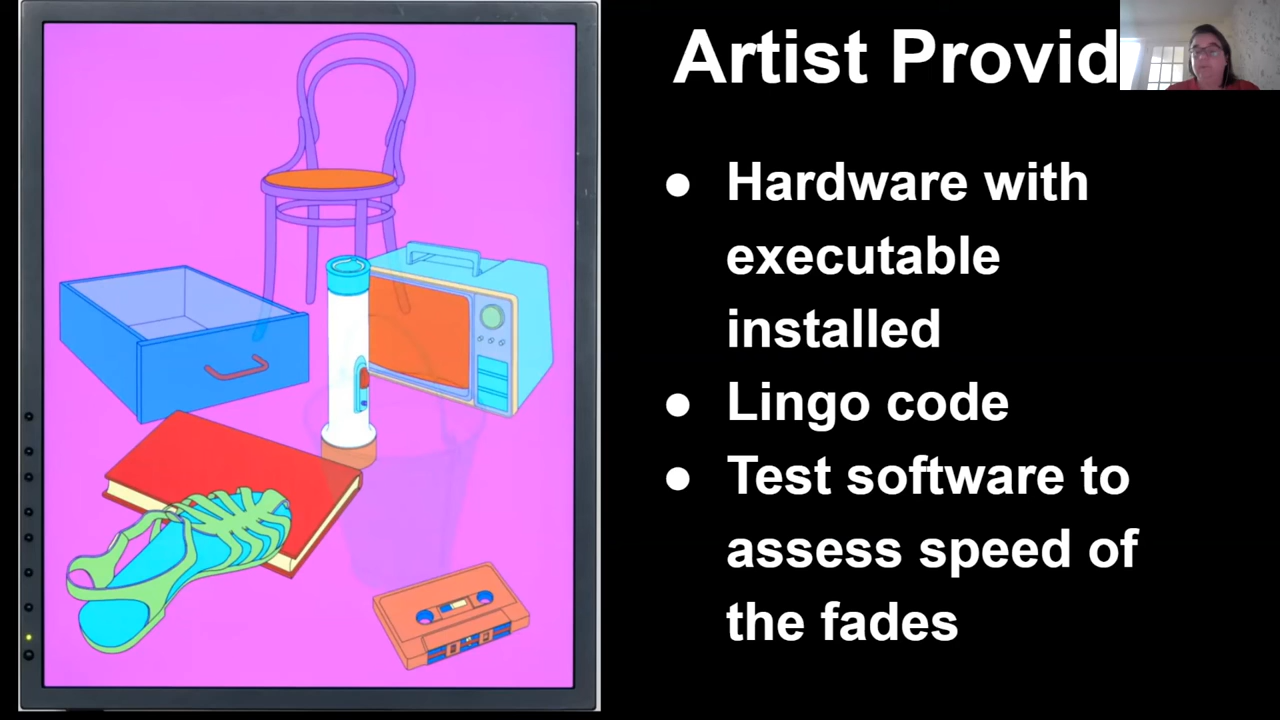 Artist Provid
● Hardware with
executable
installed
● Lingo code
● Test software to
assess speed of
the fades